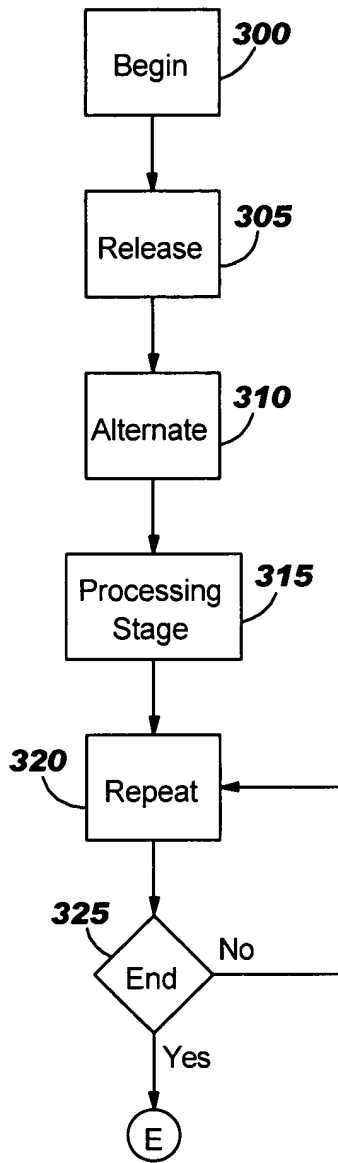 300
Begin
305
Release
310
Alternate
315
Processing
Stage
320
Repeat
325
End
No
Yes
E